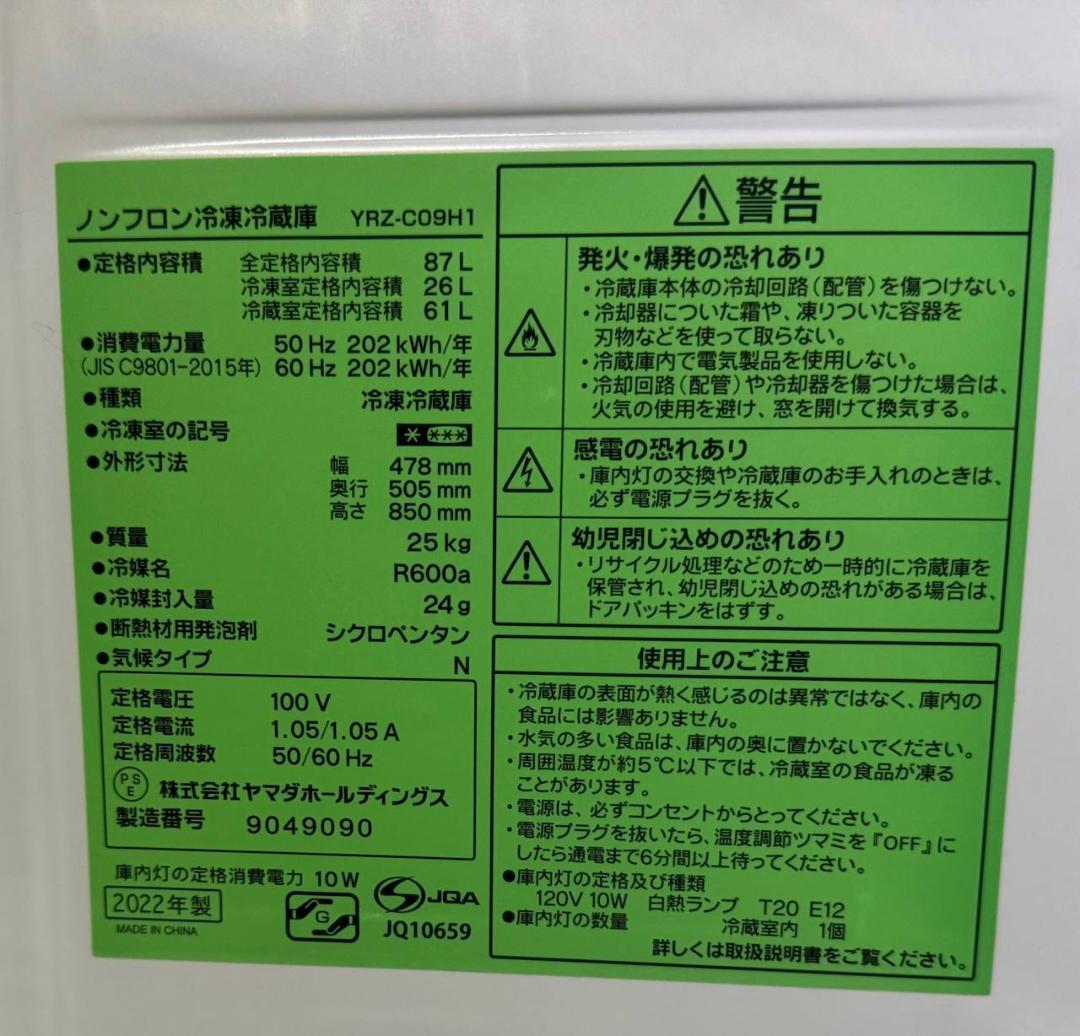 ノンフロン冷凍冷蔵庫 YRZ-C09H1
●定格内容積 全定格内容積 87 L
冷凍室定格内容積 26 L
冷蔵室定格内容積 61 L
●消費電力量 50 Hz 202 kWh/年
(JIS C9801-2015年) 60 Hz 202 kWh/年
●種類 冷凍冷蔵庫
●冷凍室の記号 * ***
●外形寸法 幅 478 mm
奥行 505 mm
高さ 850 mm
●質量 25 kg
●冷媒名 R600a
●冷媒封入量 24 g
●断熱材用発泡剤 シクロペンタン
●気候タイプ N
定格電圧 100 V
定格電流 1.05/1.05 A
定格周波数 50/60 Hz
PSE 株式会社ヤマダホールディングス
製造番号 9049090
庫内灯の定格消費電力 10W
2022年製
MADE IN CHINA
G
JQA
JQ10659
警告
発火・爆発の恐れあり
・冷蔵庫本体の冷却回路(配管)を傷つけない。
・冷却器についた霜や、凍りついた容器を
刃物などを使って取らない。
・冷蔵庫内で電気製品を使用しない。
・冷却回路(配管)や冷却器を傷つけた場合は、
火気の使用を避け、窓を開けて換気する。
感電の恐れあり
・庫内灯の交換や冷蔵庫のお手入れのときは、
必ず電源プラグを抜く。
幼児閉じ込めの恐れあり
・リサイクル処理などのため一時的に冷蔵庫を
保管され、幼児閉じ込めの恐れがある場合は、
ドアパッキンをはずす。
使用上のご注意
・冷蔵庫の表面が熱く感じるのは異常ではなく、庫内の
食品には影響ありません。
・水気の多い食品は、庫内の奥に置かないでください。
・周囲温度が約5℃以下では、冷蔵室の食品が凍る
ことがあります。
・電源は、必ずコンセントからとってください。
・電源プラグを抜いたら、温度調節ツマミを『OFF』に
したら通電まで6分間以上待ってください。
●庫内灯の定格及び種類
120V 10W 白熱ランプ T20 E12
●庫内灯の数量 冷蔵室内 1個
詳しくは取扱説明書をご覧ください。